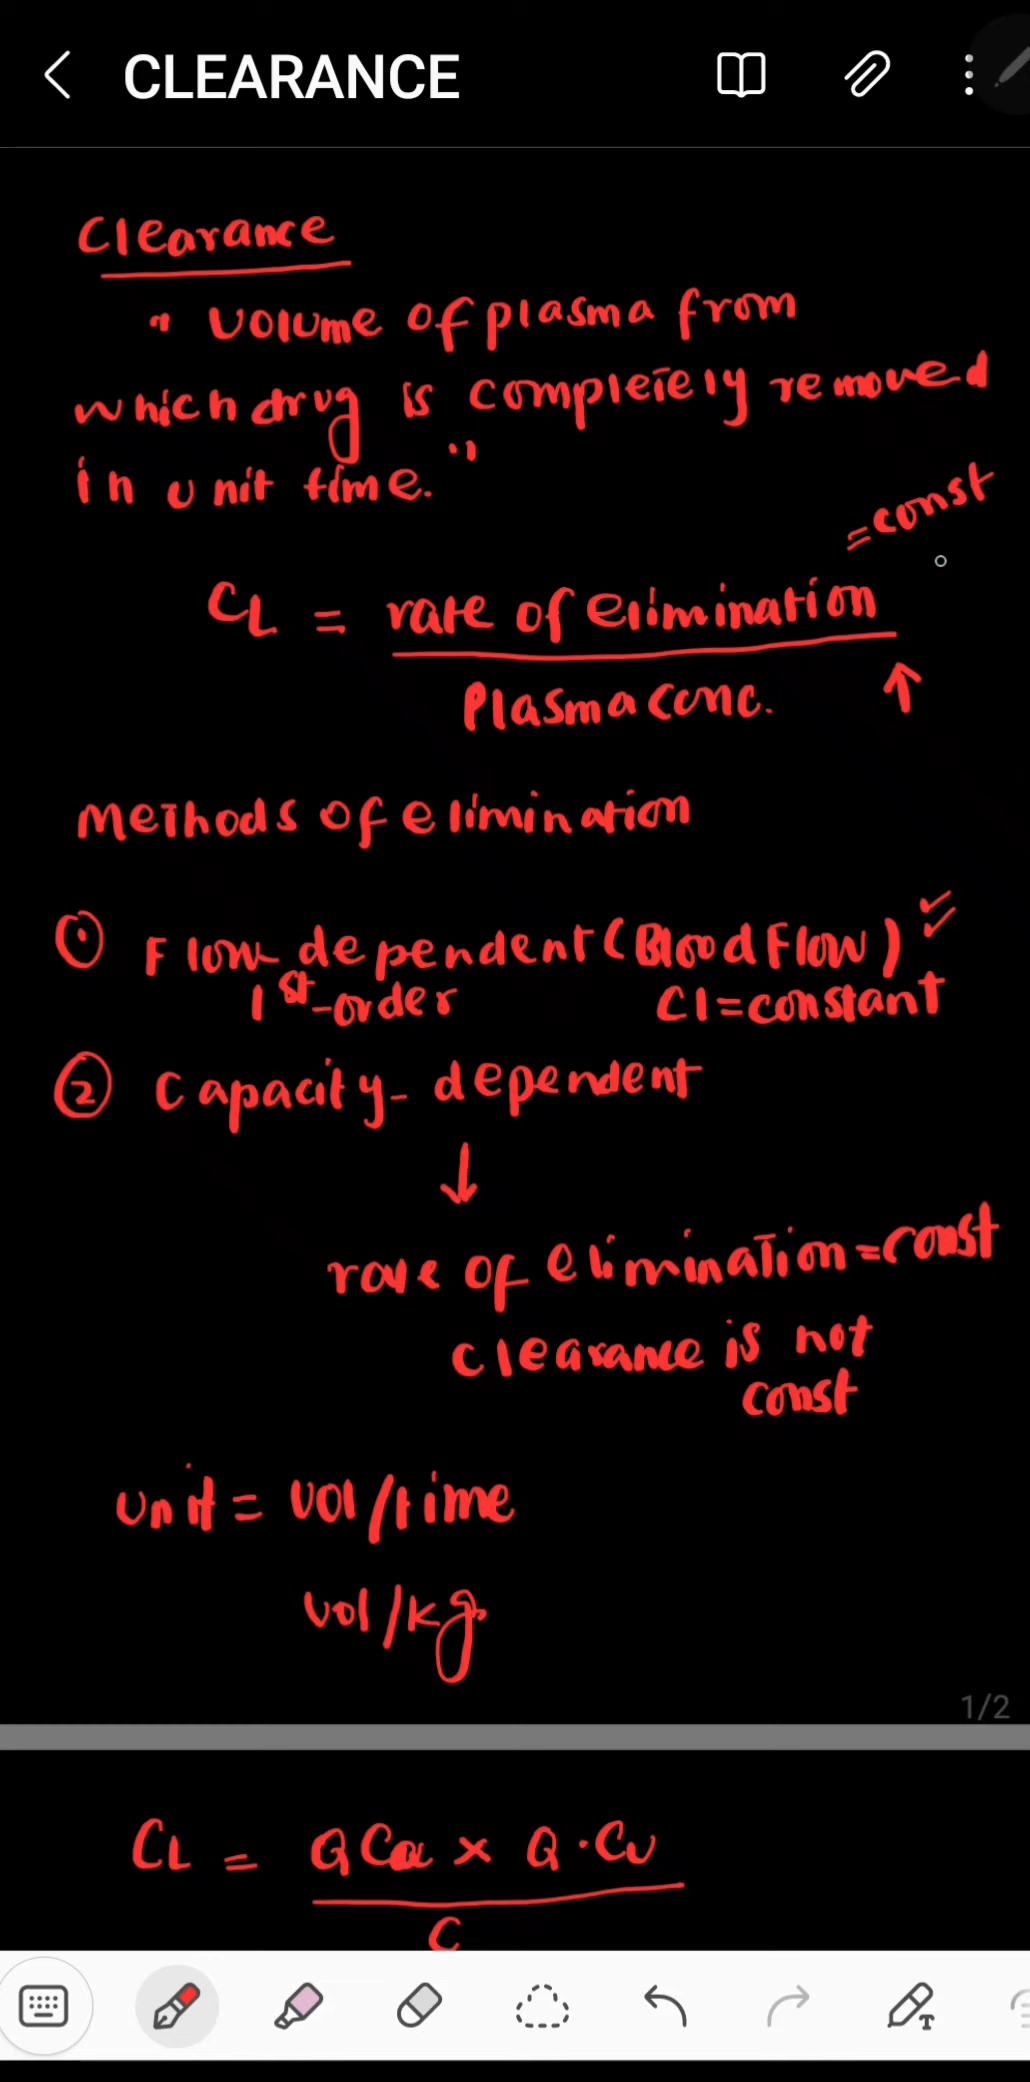 CLEARANCE
Clearance
" volume of plasma from
which drug is completely removed
in unit time. "
=const
CL = rate of elimination
Plasma conc. ↑
Methods of elimination
① Flow-dependent (Blood Flow)
1st-order Cl=constant
② Capacity-dependent
↓
rate of elimination=const
clearance is not
const
unit = vol/time
vol/kg
1/2
CL = Q Ca × Q·Cv
C